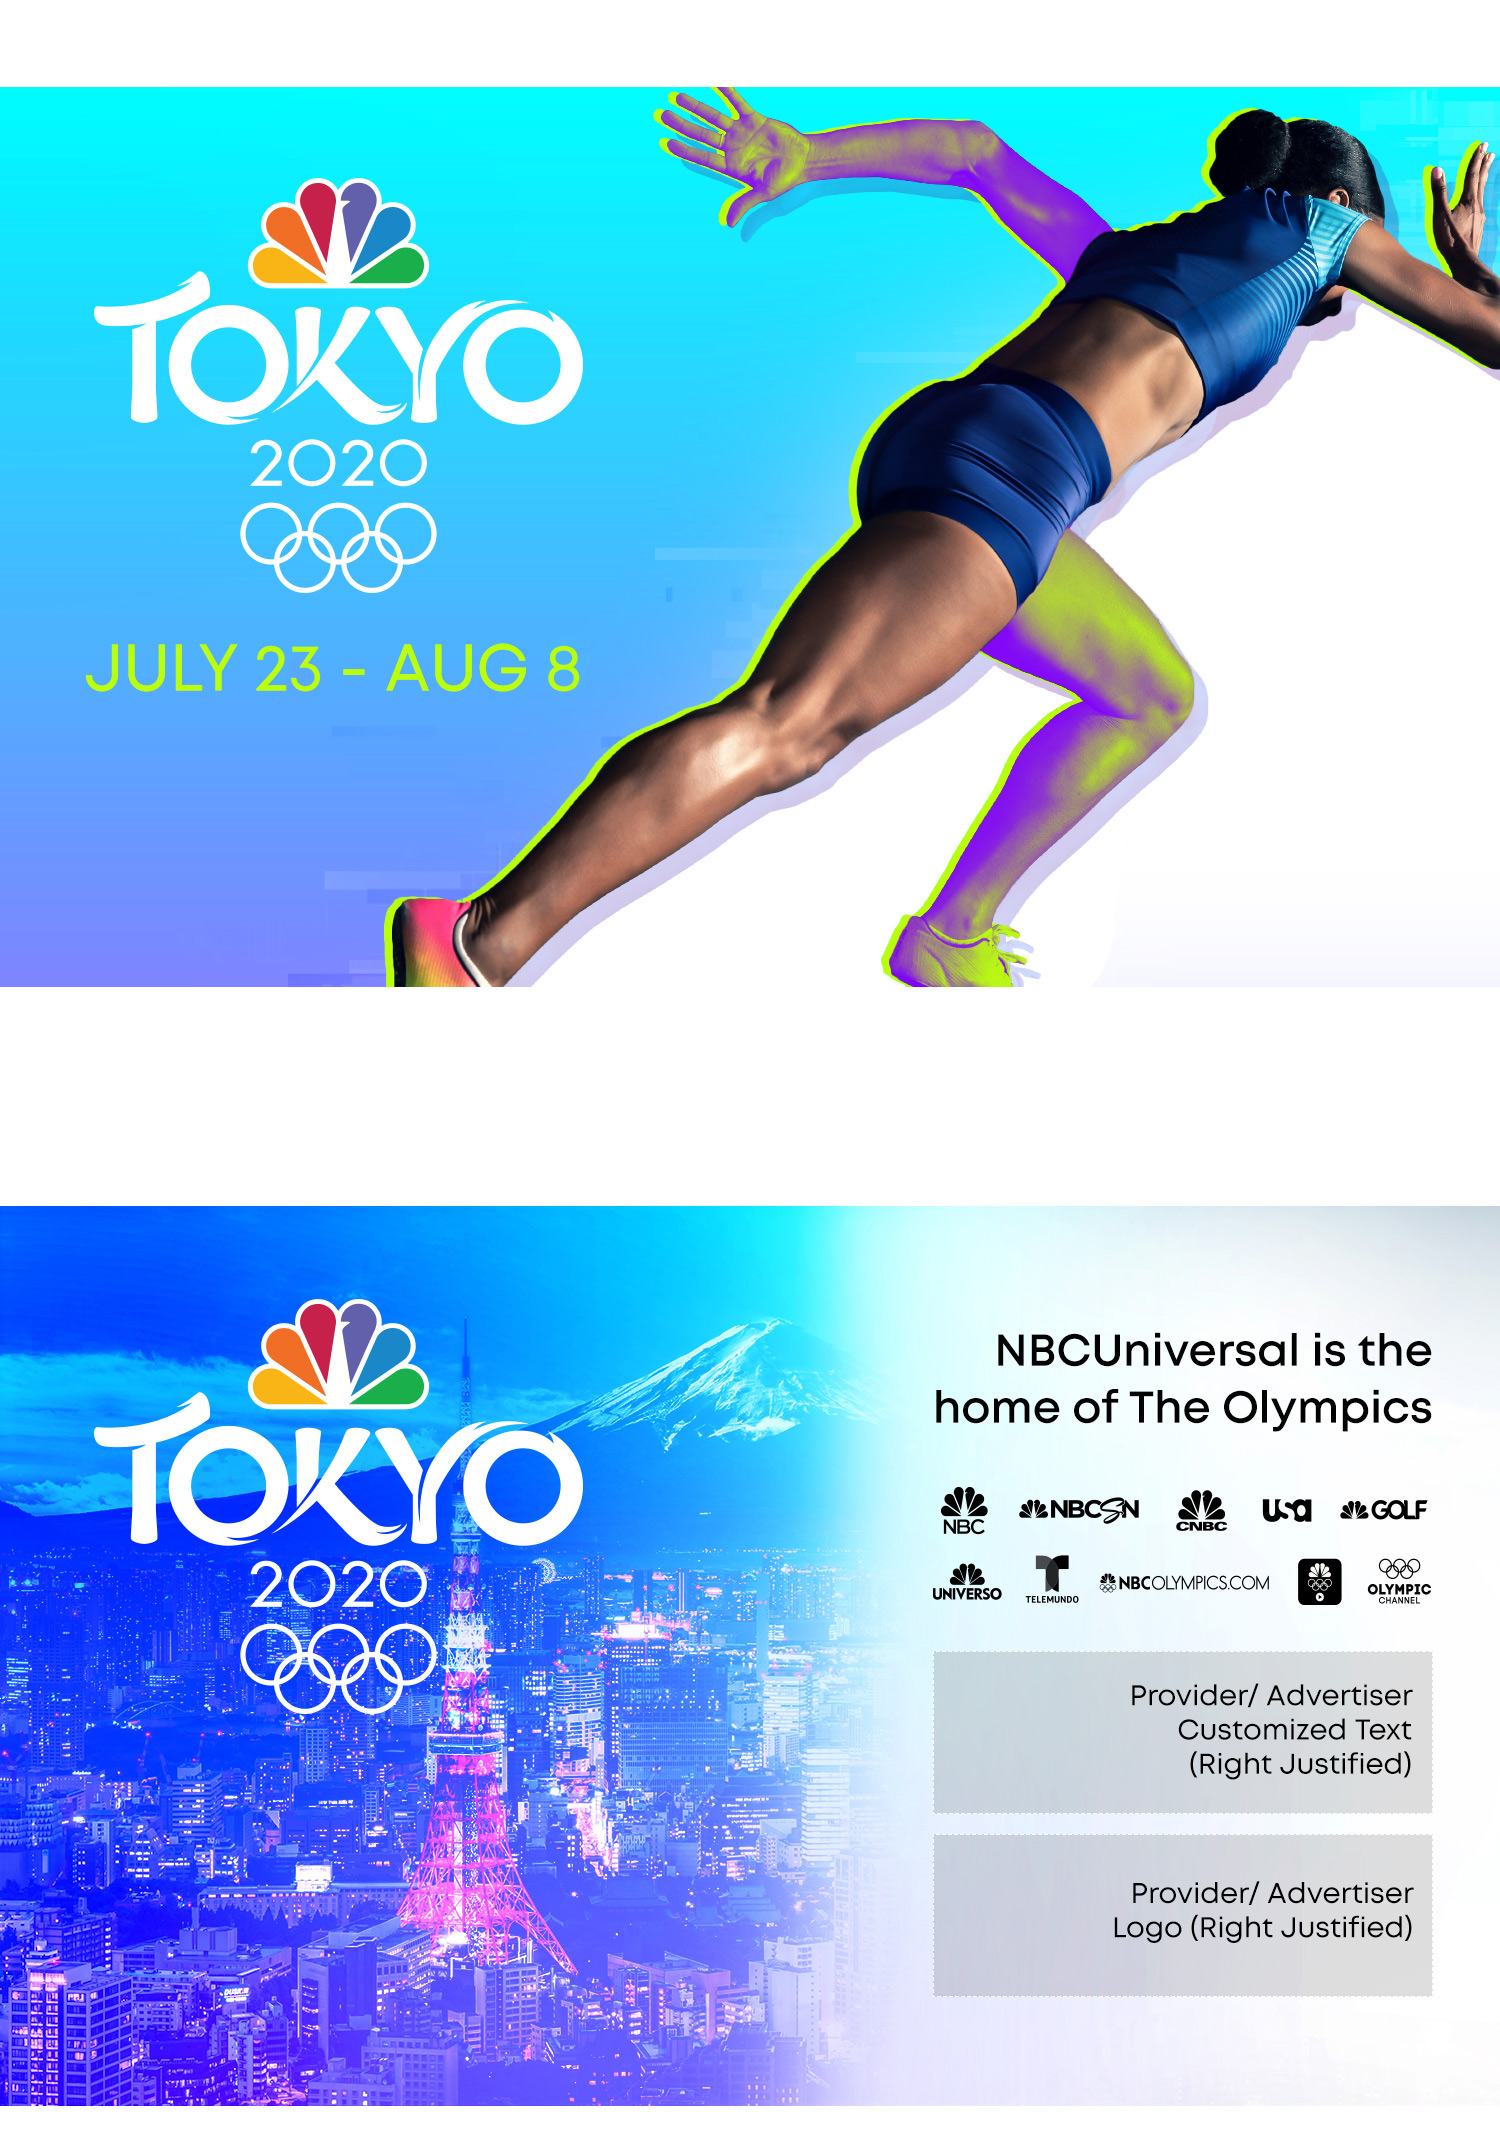 TOKYO
2020
JULY 23 - AUG 8
TOKYO
2020
NBCUniversal is the
home of The Olympics
NBC NBCSN CNBC usa GOLF
UNIVERSO TELEMUNDO NBCOLYMPICS.COM OLYMPIC CHANNEL
Provider/ Advertiser
Customized Text
(Right Justified)
Provider/ Advertiser
Logo (Right Justified)